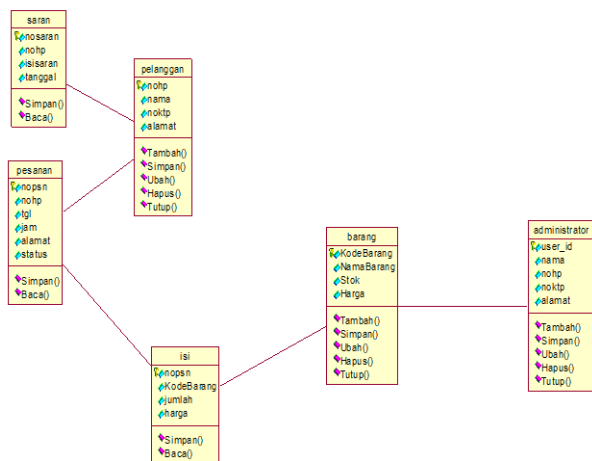 saran
nosaran
nohp
isisaran
tanggal
Simpan()
Baca()
pelanggan
nohp
nama
noktp
alamat
Tambah()
Simpan()
Ubah()
Hapus()
Tutup()
pesanan
nopsn
nohp
tgl
jam
alamat
status
Simpan()
Baca()
isi
nopsn
KodeBarang
jumlah
harga
Simpan()
Baca()
barang
KodeBarang
NamaBarang
Stok
Harga
Tambah()
Simpan()
Ubah()
Hapus()
Tutup()
administrator
user_id
nama
nohp
noktp
alamat
Tambah()
Simpan()
Ubah()
Hapus()
Tutup()